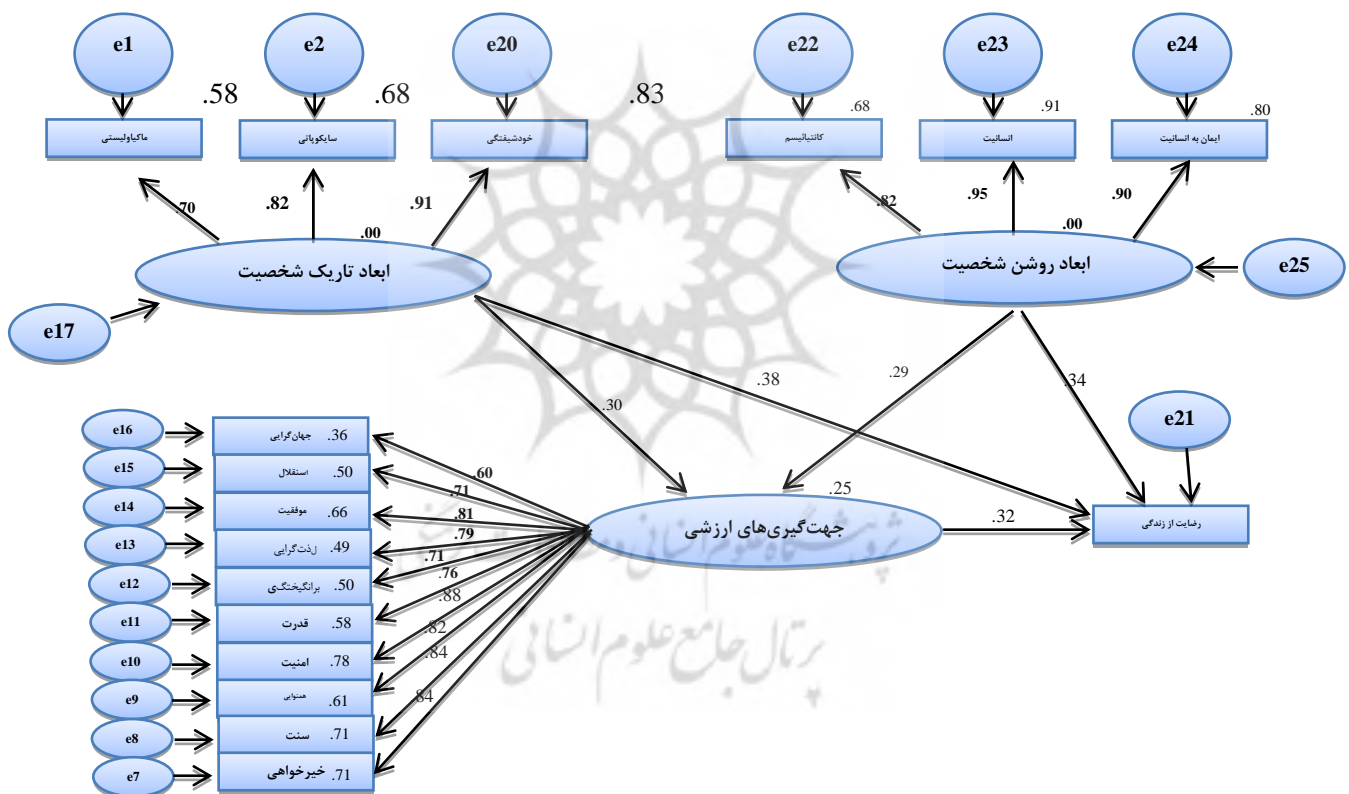 e1
e2
e20
e22
e23
e24
.58
.68
.83
.68
.91
.80
ماکیاولیستی
سایکوپاتی
خودشیفتگی
کانتیانیسم
انسانیت
ایمان به انسانیت
.70
.82
.91
.82
.95
.90
.00
.00
ابعاد تاریک شخصیت
ابعاد روشن شخصیت
e25
e17
.38
.29
.34
.30
e21
e16
جهان‌گرایی .36
e15
استقلال .50
e14
موفقیت .66
e13
لذت‌گرایی .49
e12
برانگیختگی .50
e11
قدرت .58
e10
امنیت .78
e9
همنوایی .61
e8
سنت .71
e7
خیرخواهی .71
.60
.71
.81
.79
.71
.76
.88
.82
.84
.84
.25
جهت‌گیری‌های ارزشی
.32
رضایت از زندگی
پرتال جامع علوم انسانی